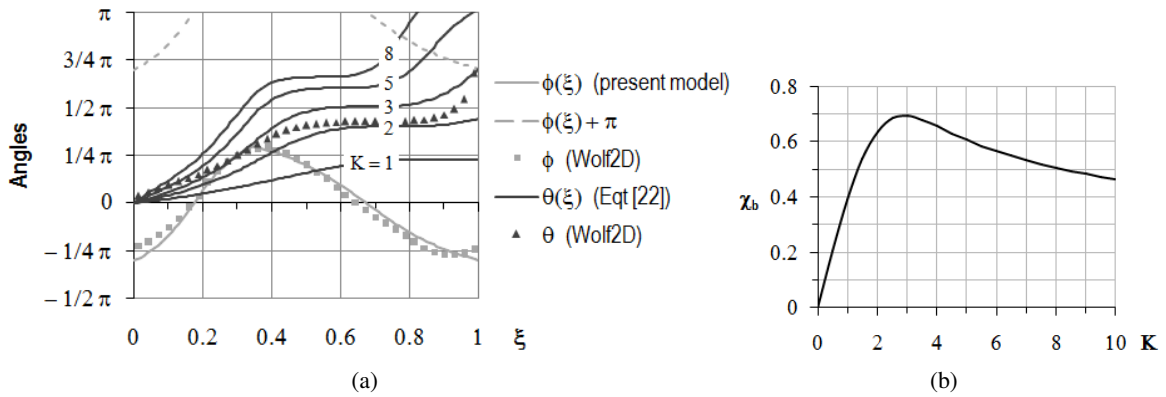 Angles
π
3/4 π
1/2 π
1/4 π
0
– 1/4 π
– 1/2 π
0 0.2 0.4 0.6 0.8 1 ξ
8
5
3
2
K = 1
ϕ(ξ) (present model)
ϕ(ξ) + π
ϕ (Wolf2D)
θ(ξ) (Eqt [22])
θ (Wolf2D)
(a)
χb
0.8
0.6
0.4
0.2
0
0 2 4 6 8 10 K
(b)